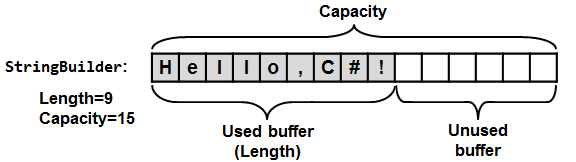 Capacity
StringBuilder:
H e l l o , C # !
Length=9
Capacity=15
Used buffer
(Length)
Unused
buffer